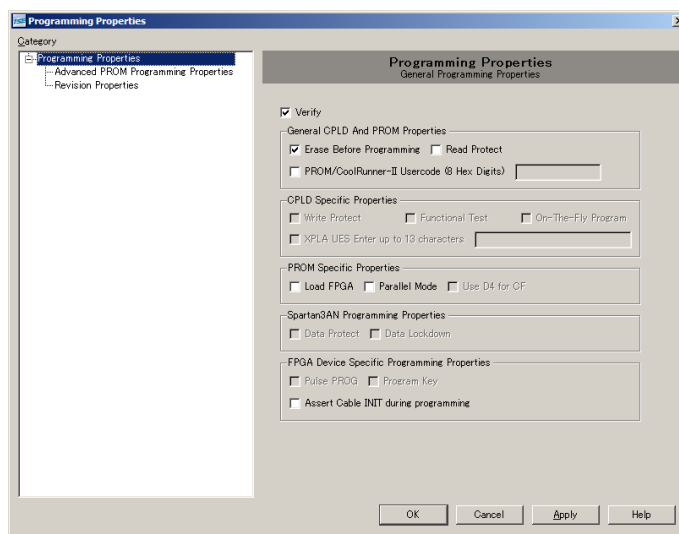 ise Programming Properties
Category
Programming Properties
Advanced PROM Programming Properties
Revision Properties
Programming Properties
General Programming Properties
Verify
General CPLD And PROM Properties
Erase Before Programming Read Protect
PROM/CoolRunner-II Usercode (8 Hex Digits)
CPLD Specific Properties
Write Protect Functional Test On-The-Fly Program
XPLA UES Enter up to 13 characters
PROM Specific Properties
Load FPGA Parallel Mode Use D4 for CF
Spartan3AN Programming Properties
Data Protect Data Lockdown
FPGA Device Specific Programming Properties
Pulse PROG Program Key
Assert Cable INIT during programming
OK Cancel Apply Help